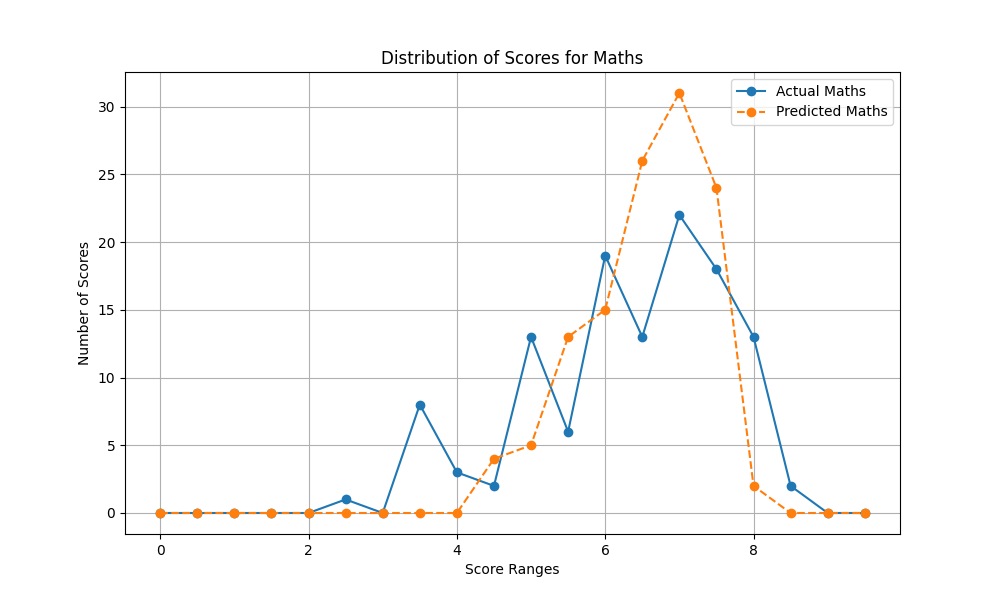 Distribution of Scores for Maths
Actual Maths
Predicted Maths
Number of Scores
30
25
20
15
10
5
0
0 2 4 6 8
Score Ranges